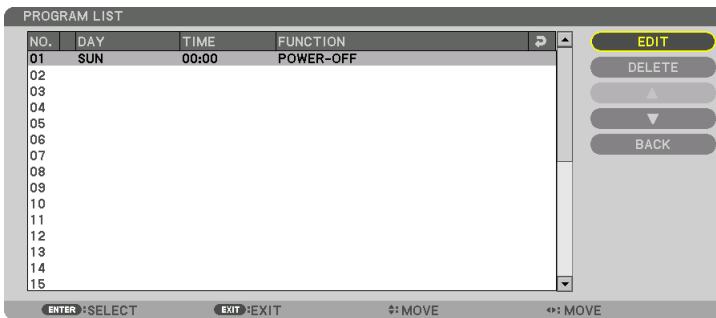 PROGRAM LIST
NO. DAY TIME FUNCTION
01 SUN 00:00 POWER-OFF
02
03
04
05
06
07
08
09
10
11
12
13
14
15
EDIT
DELETE
▲
▼
BACK
ENTER :SELECT EXIT :EXIT :MOVE :MOVE